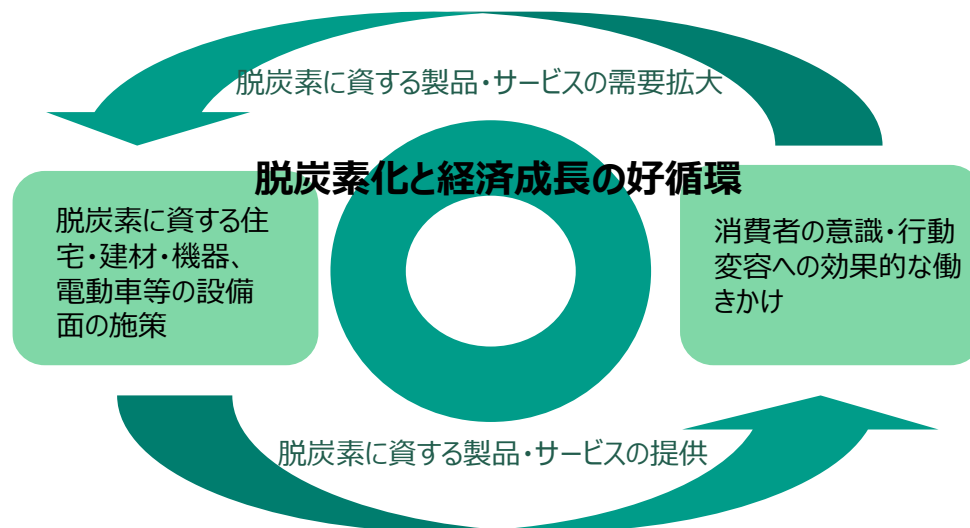 脱炭素に資する製品・サービスの需要拡大
脱炭素化と経済成長の好循環
脱炭素に資する住
宅・建材・機器、
電動車等の設備
面の施策
消費者の意識・行動
変容への効果的な働
きかけ
脱炭素に資する製品・サービスの提供